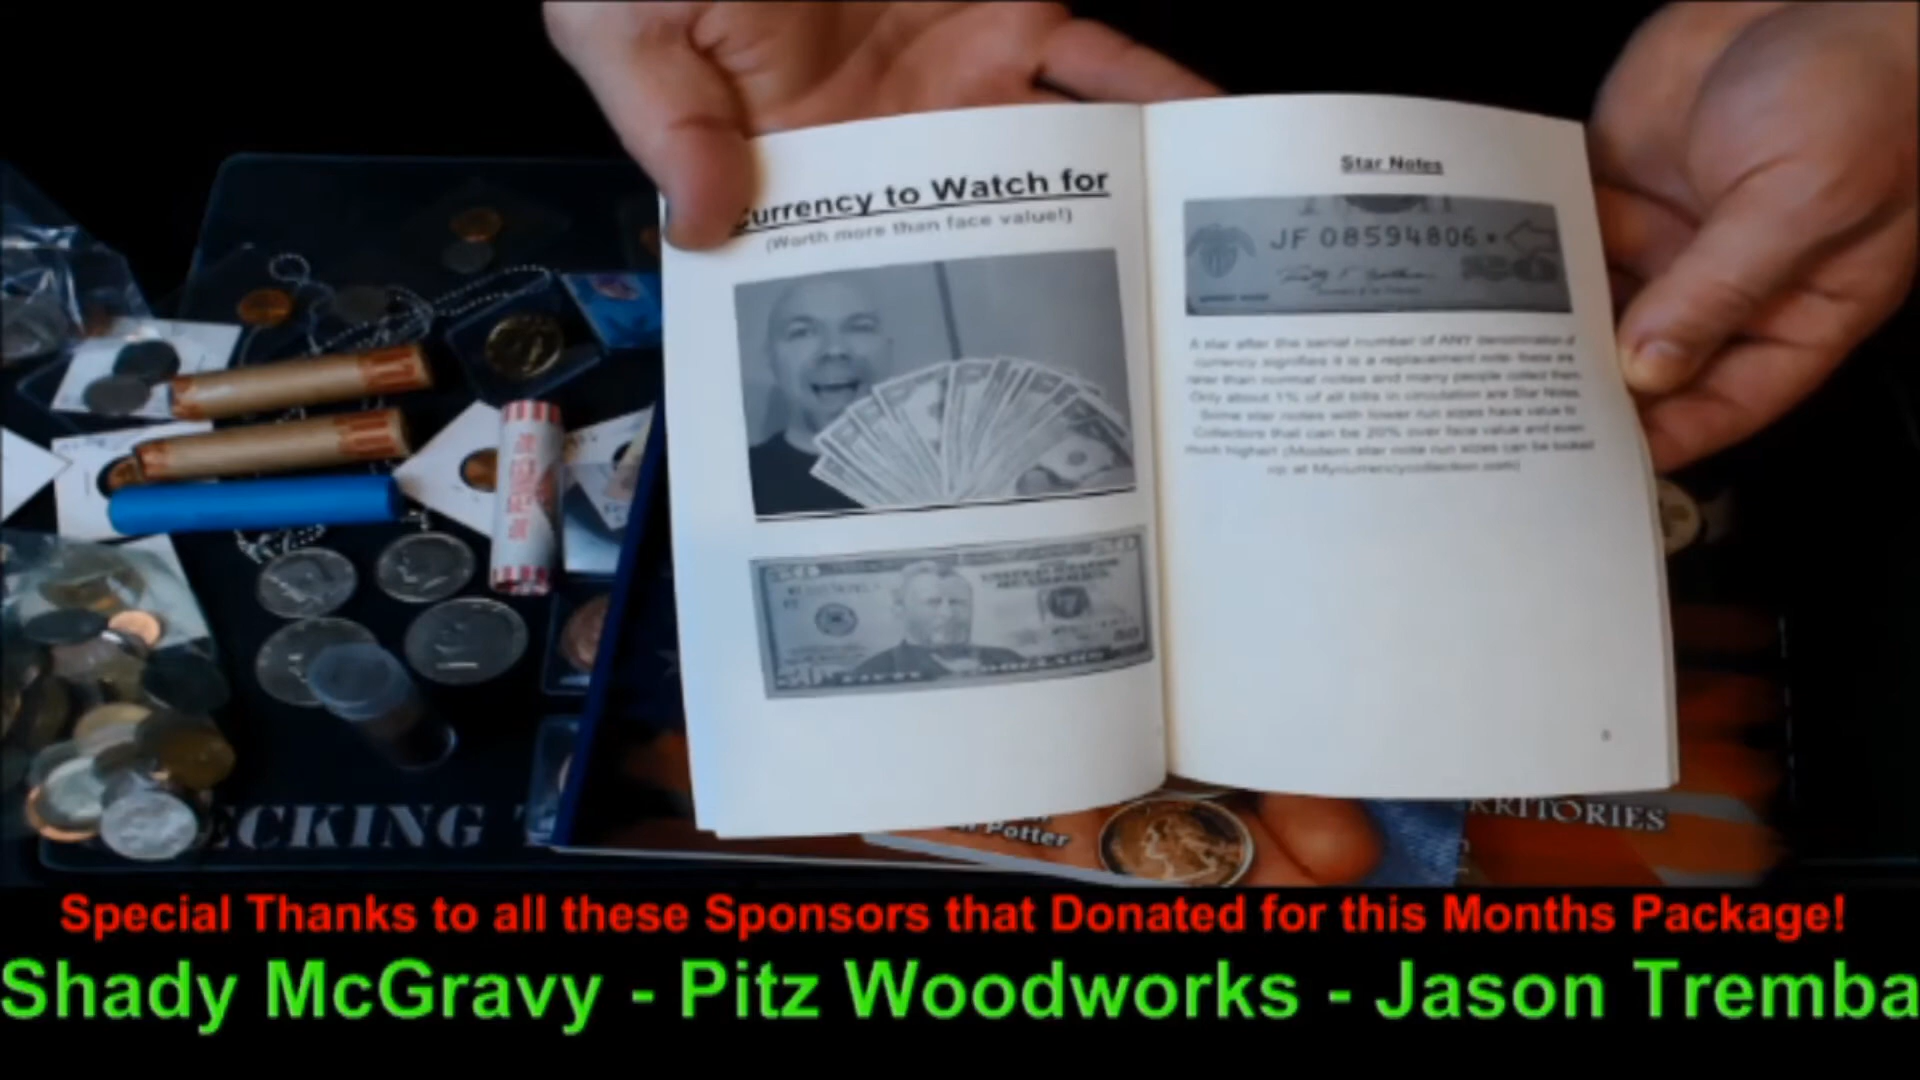 urrency to Watch for
(Worth more than face value!)
Star Notes
JF 08594806 *
A star after the serial number of ANY denomination of
currency signifies it is a replacement note- these are
rarer than normal notes and many people collect them.
Only about 1% of all bills in circulation are Star Notes.
Some star notes with lower run sizes have value to
Collectors that can be 20% over face value and even
much higher! (Modern star note run sizes can be looked
up at Mycurrencycollection.com)
ECKING T
Potter
RRITORIES
Special Thanks to all these Sponsors that Donated for this Months Package!
Shady McGravy - Pitz Woodworks - Jason Tremba